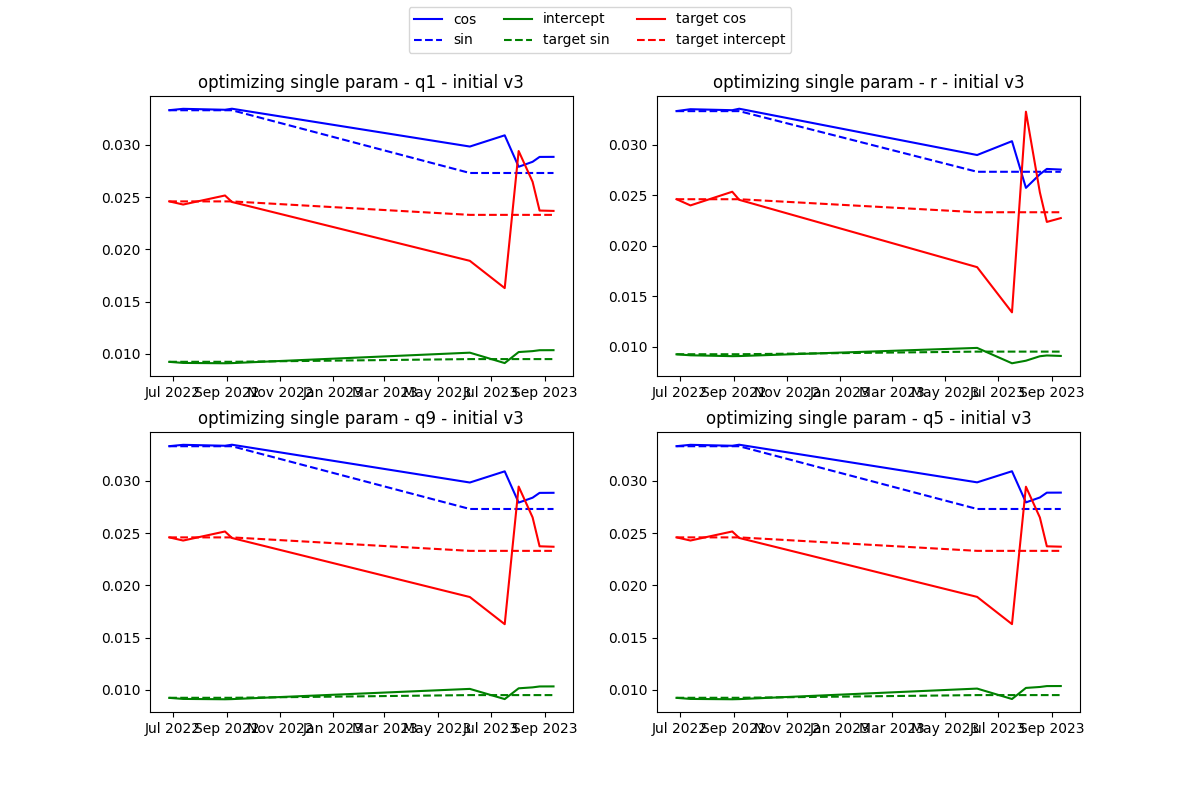 cos intercept target cos
sin target sin target intercept
optimizing single param - q1 - initial v3
optimizing single param - r - initial v3
0.030
0.025
0.020
0.015
0.010
Jul 2022 Sep 2022 Nov 2022 Jan 2023 Mar 2023 May 2023 Jul 2023 Sep 2023
0.030
0.025
0.020
0.015
0.010
Jul 2022 Sep 2022 Nov 2022 Jan 2023 Mar 2023 May 2023 Jul 2023 Sep 2023
optimizing single param - q9 - initial v3
optimizing single param - q5 - initial v3
0.030
0.025
0.020
0.015
0.010
Jul 2022 Sep 2022 Nov 2022 Jan 2023 Mar 2023 May 2023 Jul 2023 Sep 2023
0.030
0.025
0.020
0.015
0.010
Jul 2022 Sep 2022 Nov 2022 Jan 2023 Mar 2023 May 2023 Jul 2023 Sep 2023